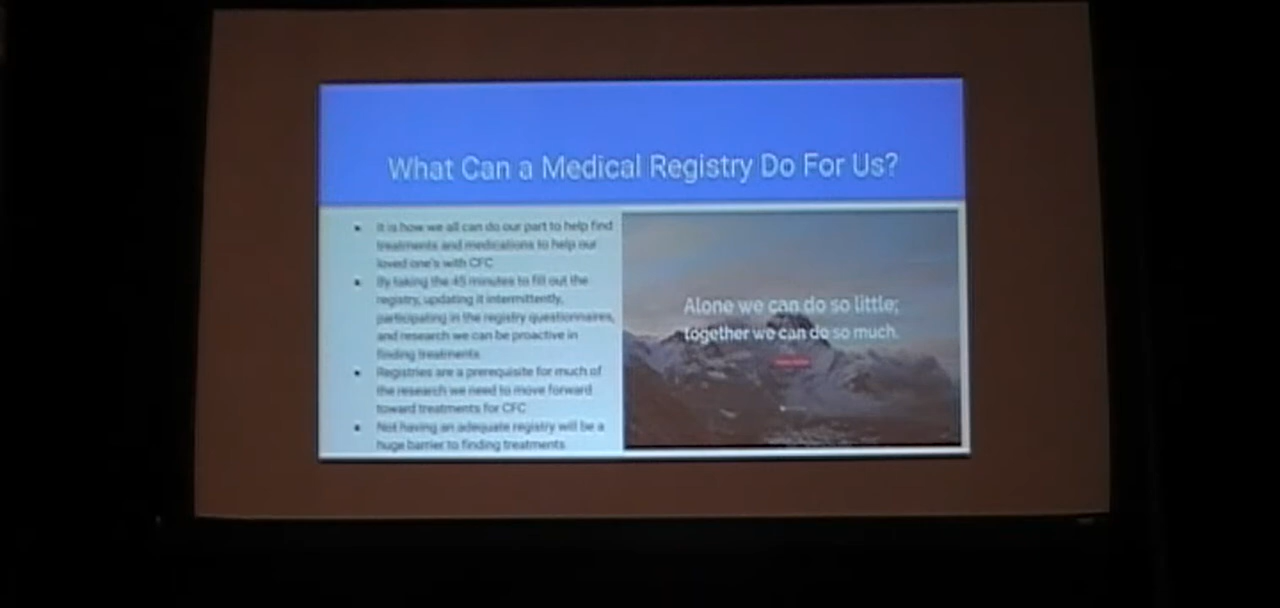 What Can a Medical Registry Do For Us?
It is how we all can do our part to help find
treatments and medications to help our
loved one's with CFC
By taking the 45 minutes to fill out the
registry, updating it intermittently,
participating in the registry questionnaires,
and research we can be proactive in
finding treatments
Registries are a prerequisite for much of
the research we need to move forward
toward treatments for CFC
Not having an adequate registry will be a
huge barrier to finding treatments
Alone we can do so little;
together we can do so much.